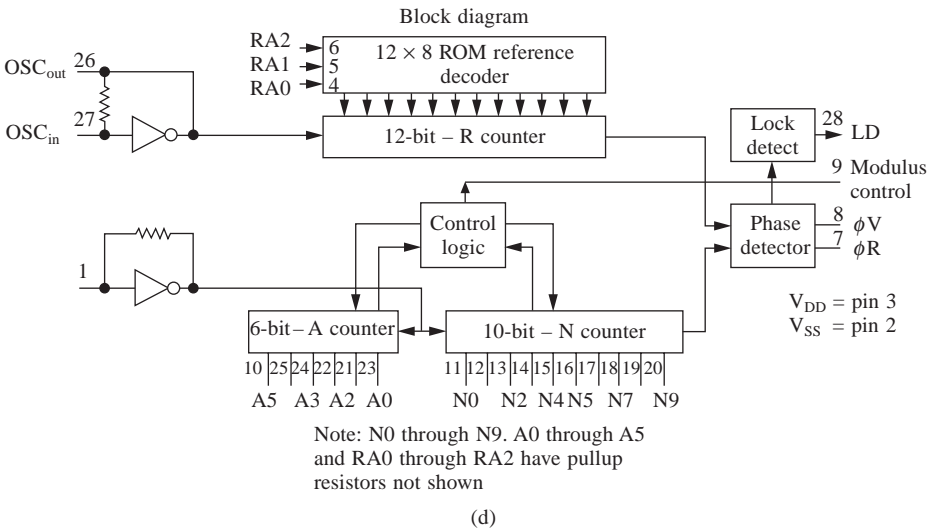 Block diagram
RA2
RA1
RA0
6
5
4
12 × 8 ROM reference
decoder
OSCout
26
OSCin
27
12-bit – R counter
Lock
detect
28
LD
9
Modulus
control
Control
logic
Phase
detector
8
φV
7
φR
1
VDD = pin 3
VSS = pin 2
6-bit – A counter
10-bit – N counter
10 25 24 22 21 23
11 12 13 14 15 16 17 18 19 20
A5 A3 A2 A0
N0 N2 N4 N5 N7 N9
Note: N0 through N9. A0 through A5
and RA0 through RA2 have pullup
resistors not shown
(d)